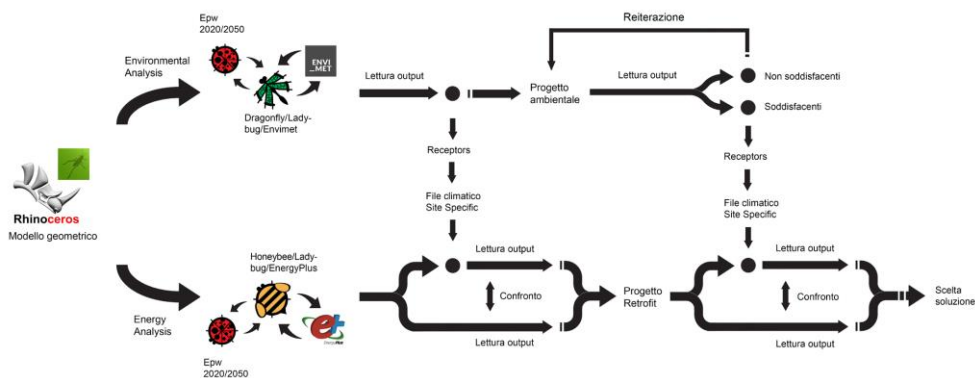 Epw
2020/2050
Environmental
Analysis
ENVI
_MET
Dragonfly/Lady-
bug/Envimet
Lettura output
Reiterazione
Progetto
ambientale
Lettura output
Non soddisfacenti
Soddisfacenti
Receptors
File climatico
Site Specific
Receptors
File climatico
Site Specific
Rhinoceros
Modello geometrico
Honeybee/Lady-
bug/EnergyPlus
Energy
Analysis
Epw
2020/2050
et
EnergyPlus
Lettura output
Confronto
Lettura output
Progetto
Retrofit
Lettura output
Confronto
Lettura output
Scelta
soluzione